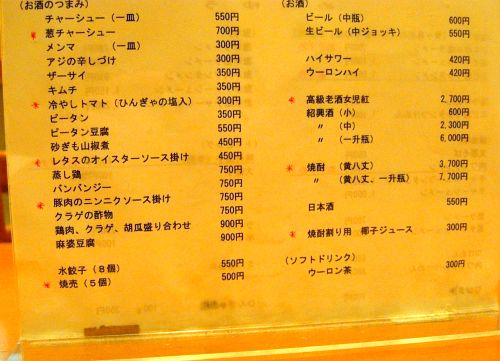 (お酒のつまみ)
チャーシュー（一皿） 550円
＊葱チャーシュー 700円
メンマ （一皿） 300円
アジの辛しづけ 300円
ザーサイ 350円
キムチ 350円
＊冷やしトマト（ひんぎゃの塩入） 300円
ピータン 350円
ピータン豆腐 550円
砂ぎも山椒煮 450円
＊レタスのオイスターソース掛け 450円
蒸し鶏 750円
バンバンジー 750円
＊豚肉のニンニクソース掛け 750円
クラゲの酢物 750円
鶏肉、クラゲ、胡瓜盛り合わせ 900円
麻婆豆腐 900円
水餃子（８個） 550円
＊焼売（５個） 500円
(お酒)
ビール（中瓶） 600円
生ビール（中ジョッキ） 550円
ハイサワー 420円
ウーロンハイ 420円
＊高級老酒女児紅 2,700円
紹興酒（小） 600円
〃 （中） 2,300円
〃 （一升瓶） 6,000円
＊焼酎 （黄八丈） 3,700円
〃 （黄八丈、一升瓶） 7,700円
日本酒 550円
＊焼酎割り用 椰子ジュース 300円
(ソフトドリンク)
ウーロン茶 300円